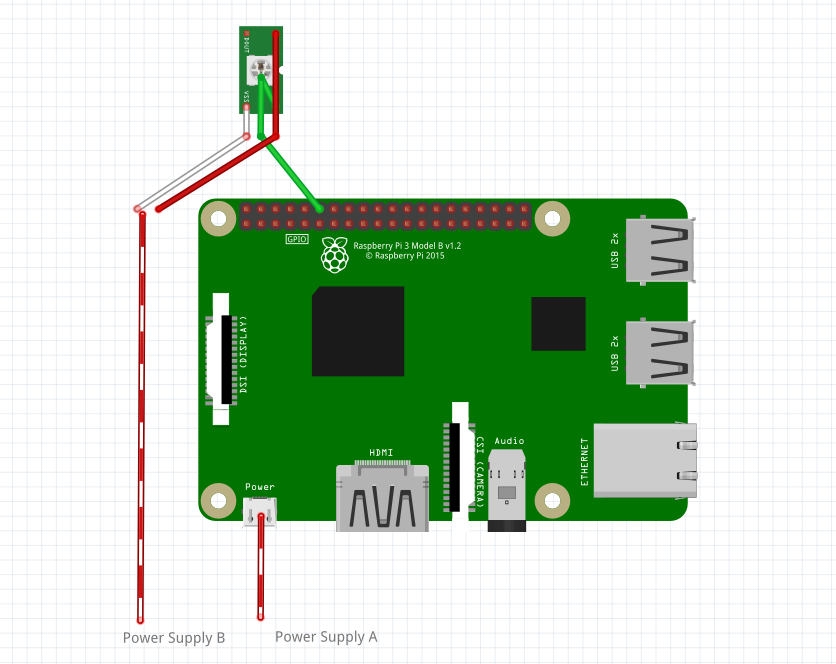 DOUT
VSS
GPIO
Raspberry Pi 3 Model B v1.2
© Raspberry Pi 2015
USB 2x
DSI (DISPLAY)
USB 2x
HDMI
Audio
CSI (CAMERA)
ETHERNET
Power
Power Supply B
Power Supply A